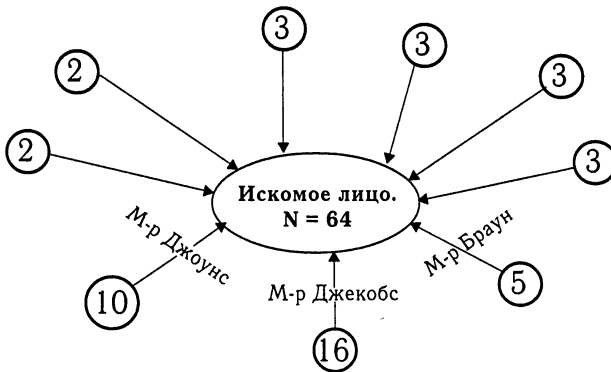 3
3
2
3
2
3
Искомое лицо.
N = 64
М-р Джоунс
М-р Браун
М-р Джекобс
10
5
16